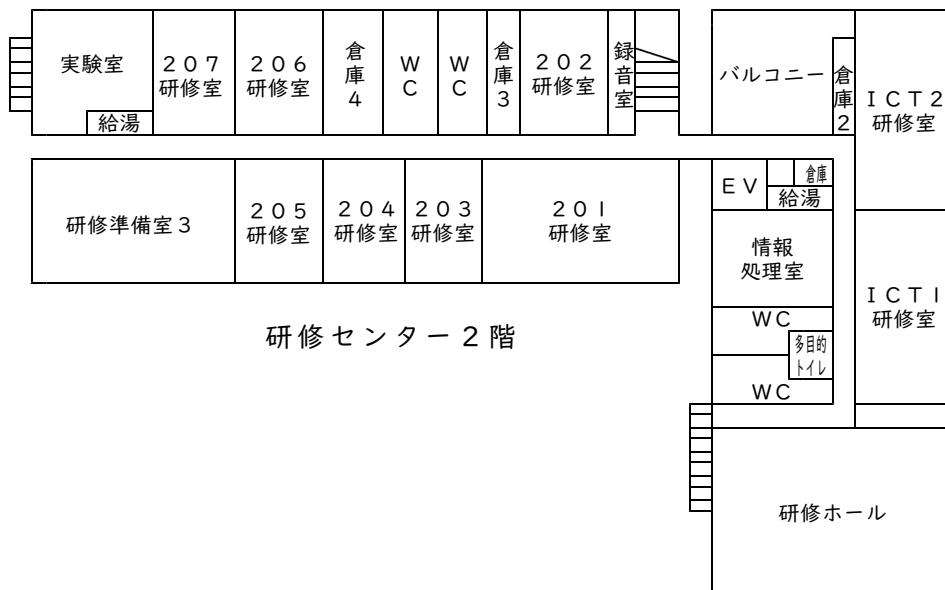 実験室
給湯
２０７
研修室
２０６
研修室
倉庫４
ＷＣ
ＷＣ
倉庫３
２０２
研修室
録音室
バルコニー
倉庫２
ＩＣＴ２
研修室
研修準備室３
２０５
研修室
２０４
研修室
２０３
研修室
２０１
研修室
ＥＶ
倉庫
給湯
情報
処理室
ＩＣＴ１
研修室
ＷＣ
多目的
トイレ
ＷＣ
研修センター２階
研修ホール